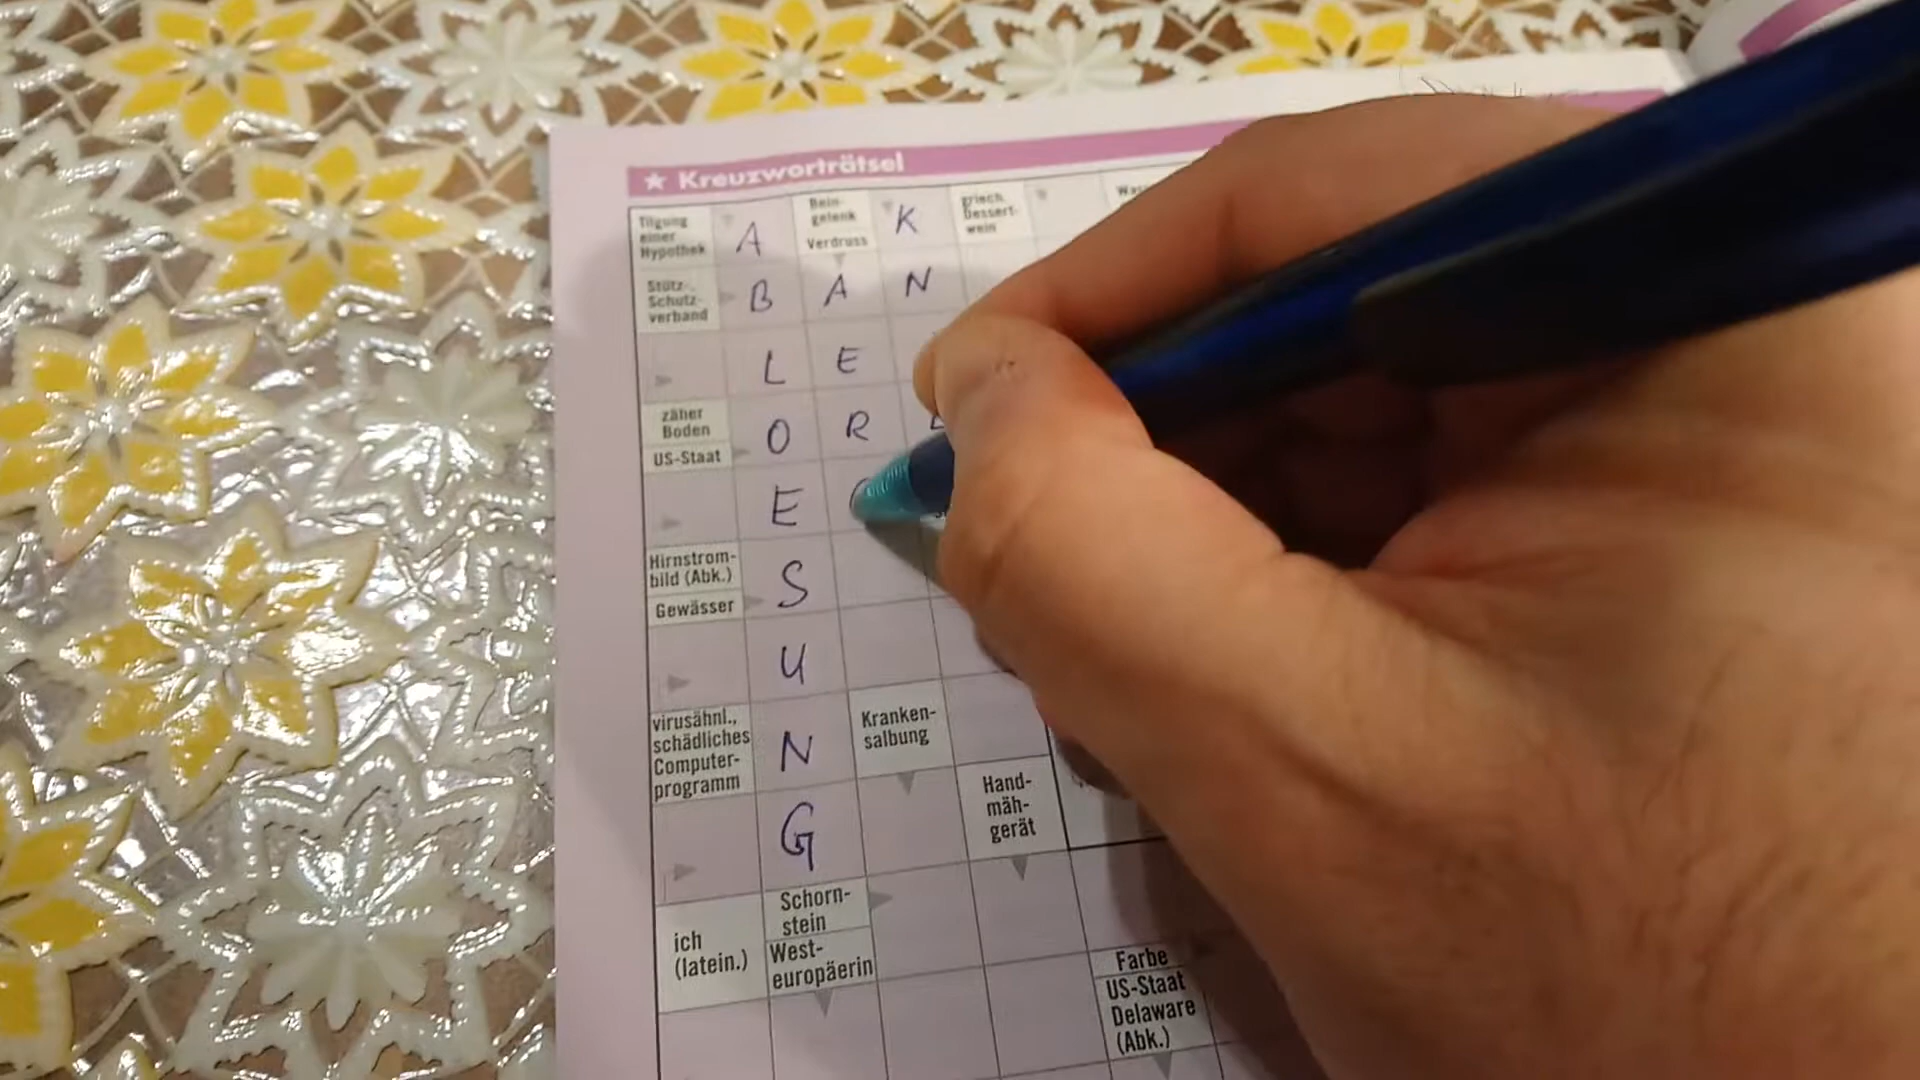 ★ Kreuzworträtsel
Tilgung
einer
Hypothek
A
Bein-
gelenk
Verdruss
K
griech.
Dessert-
wein
Stütz-,
Schutz-
verband
B A N
L E
zäher
Boden
US-Staat
O R
E
Hirnstrom-
bild (Abk.)
Gewässer
S
U
virusähnl.,
schädliches
Computer-
programm
N
Kranken-
salbung
G
Hand-
mäh-
gerät
ich
(latein.)
Schorn-
stein
West-
europäerin
Farbe
US-Staat
Delaware
(Abk.)